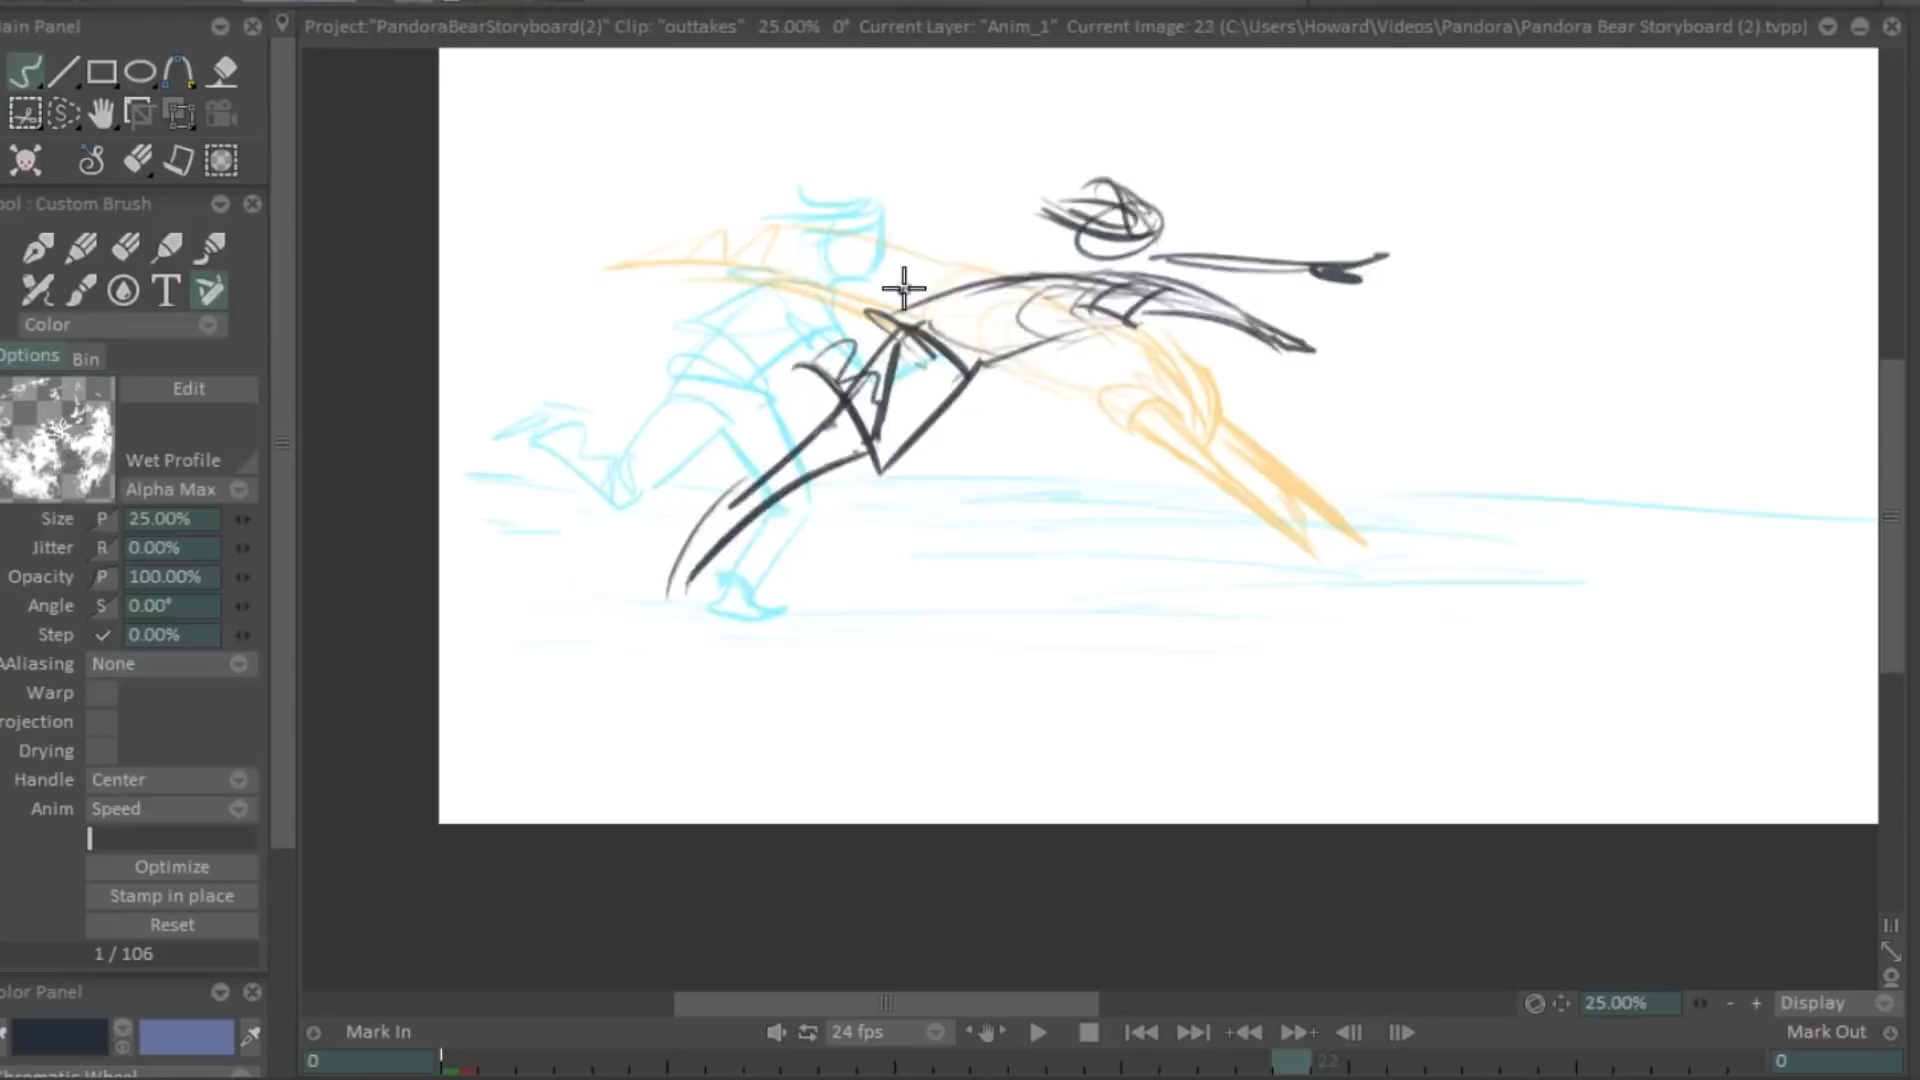 ain Panel
Project:"PandoraBearStoryboard(2)" Clip: "outtakes" 25.00% 0° Current Layer: "Anim_1" Current Image: 23 (C:\Users\Howard\Videos\Pandora\Pandora Bear Storyboard (2).tvpp)
ool : Custom Brush
T
Color
Options
Bin
Edit
Wet Profile
Alpha Max
Size P 25.00%
Jitter R 0.00%
Opacity P 100.00%
Angle S 0.00°
Step 0.00%
AAliasing None
Warp
rojection
Drying
Handle Center
Anim Speed
Optimize
Stamp in place
Reset
1 / 106
olor Panel
25.00% - + Display
Mark In
24 fps
Mark Out
0
22
0
Chromatic Wheel